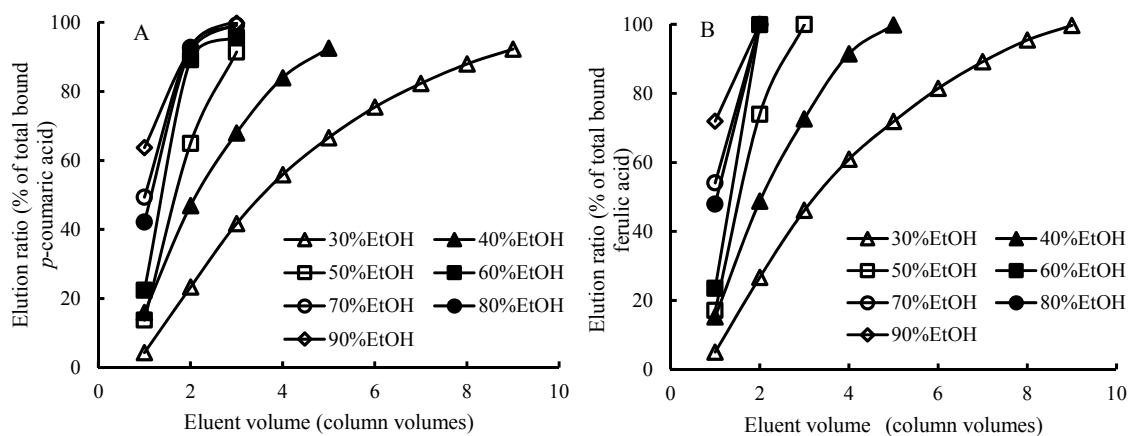 A
Elution ratio (% of total bound
p-coumaric acid)
100
80
60
40
20
0
30%EtOH
40%EtOH
50%EtOH
60%EtOH
70%EtOH
80%EtOH
90%EtOH
0 2 4 6 8 10
Eluent volume (column volumes)
B
Elution ratio (% of total bound
ferulic acid)
100
80
60
40
20
0
30%EtOH
40%EtOH
50%EtOH
60%EtOH
70%EtOH
80%EtOH
90%EtOH
0 2 4 6 8 10
Eluent volume (column volumes)